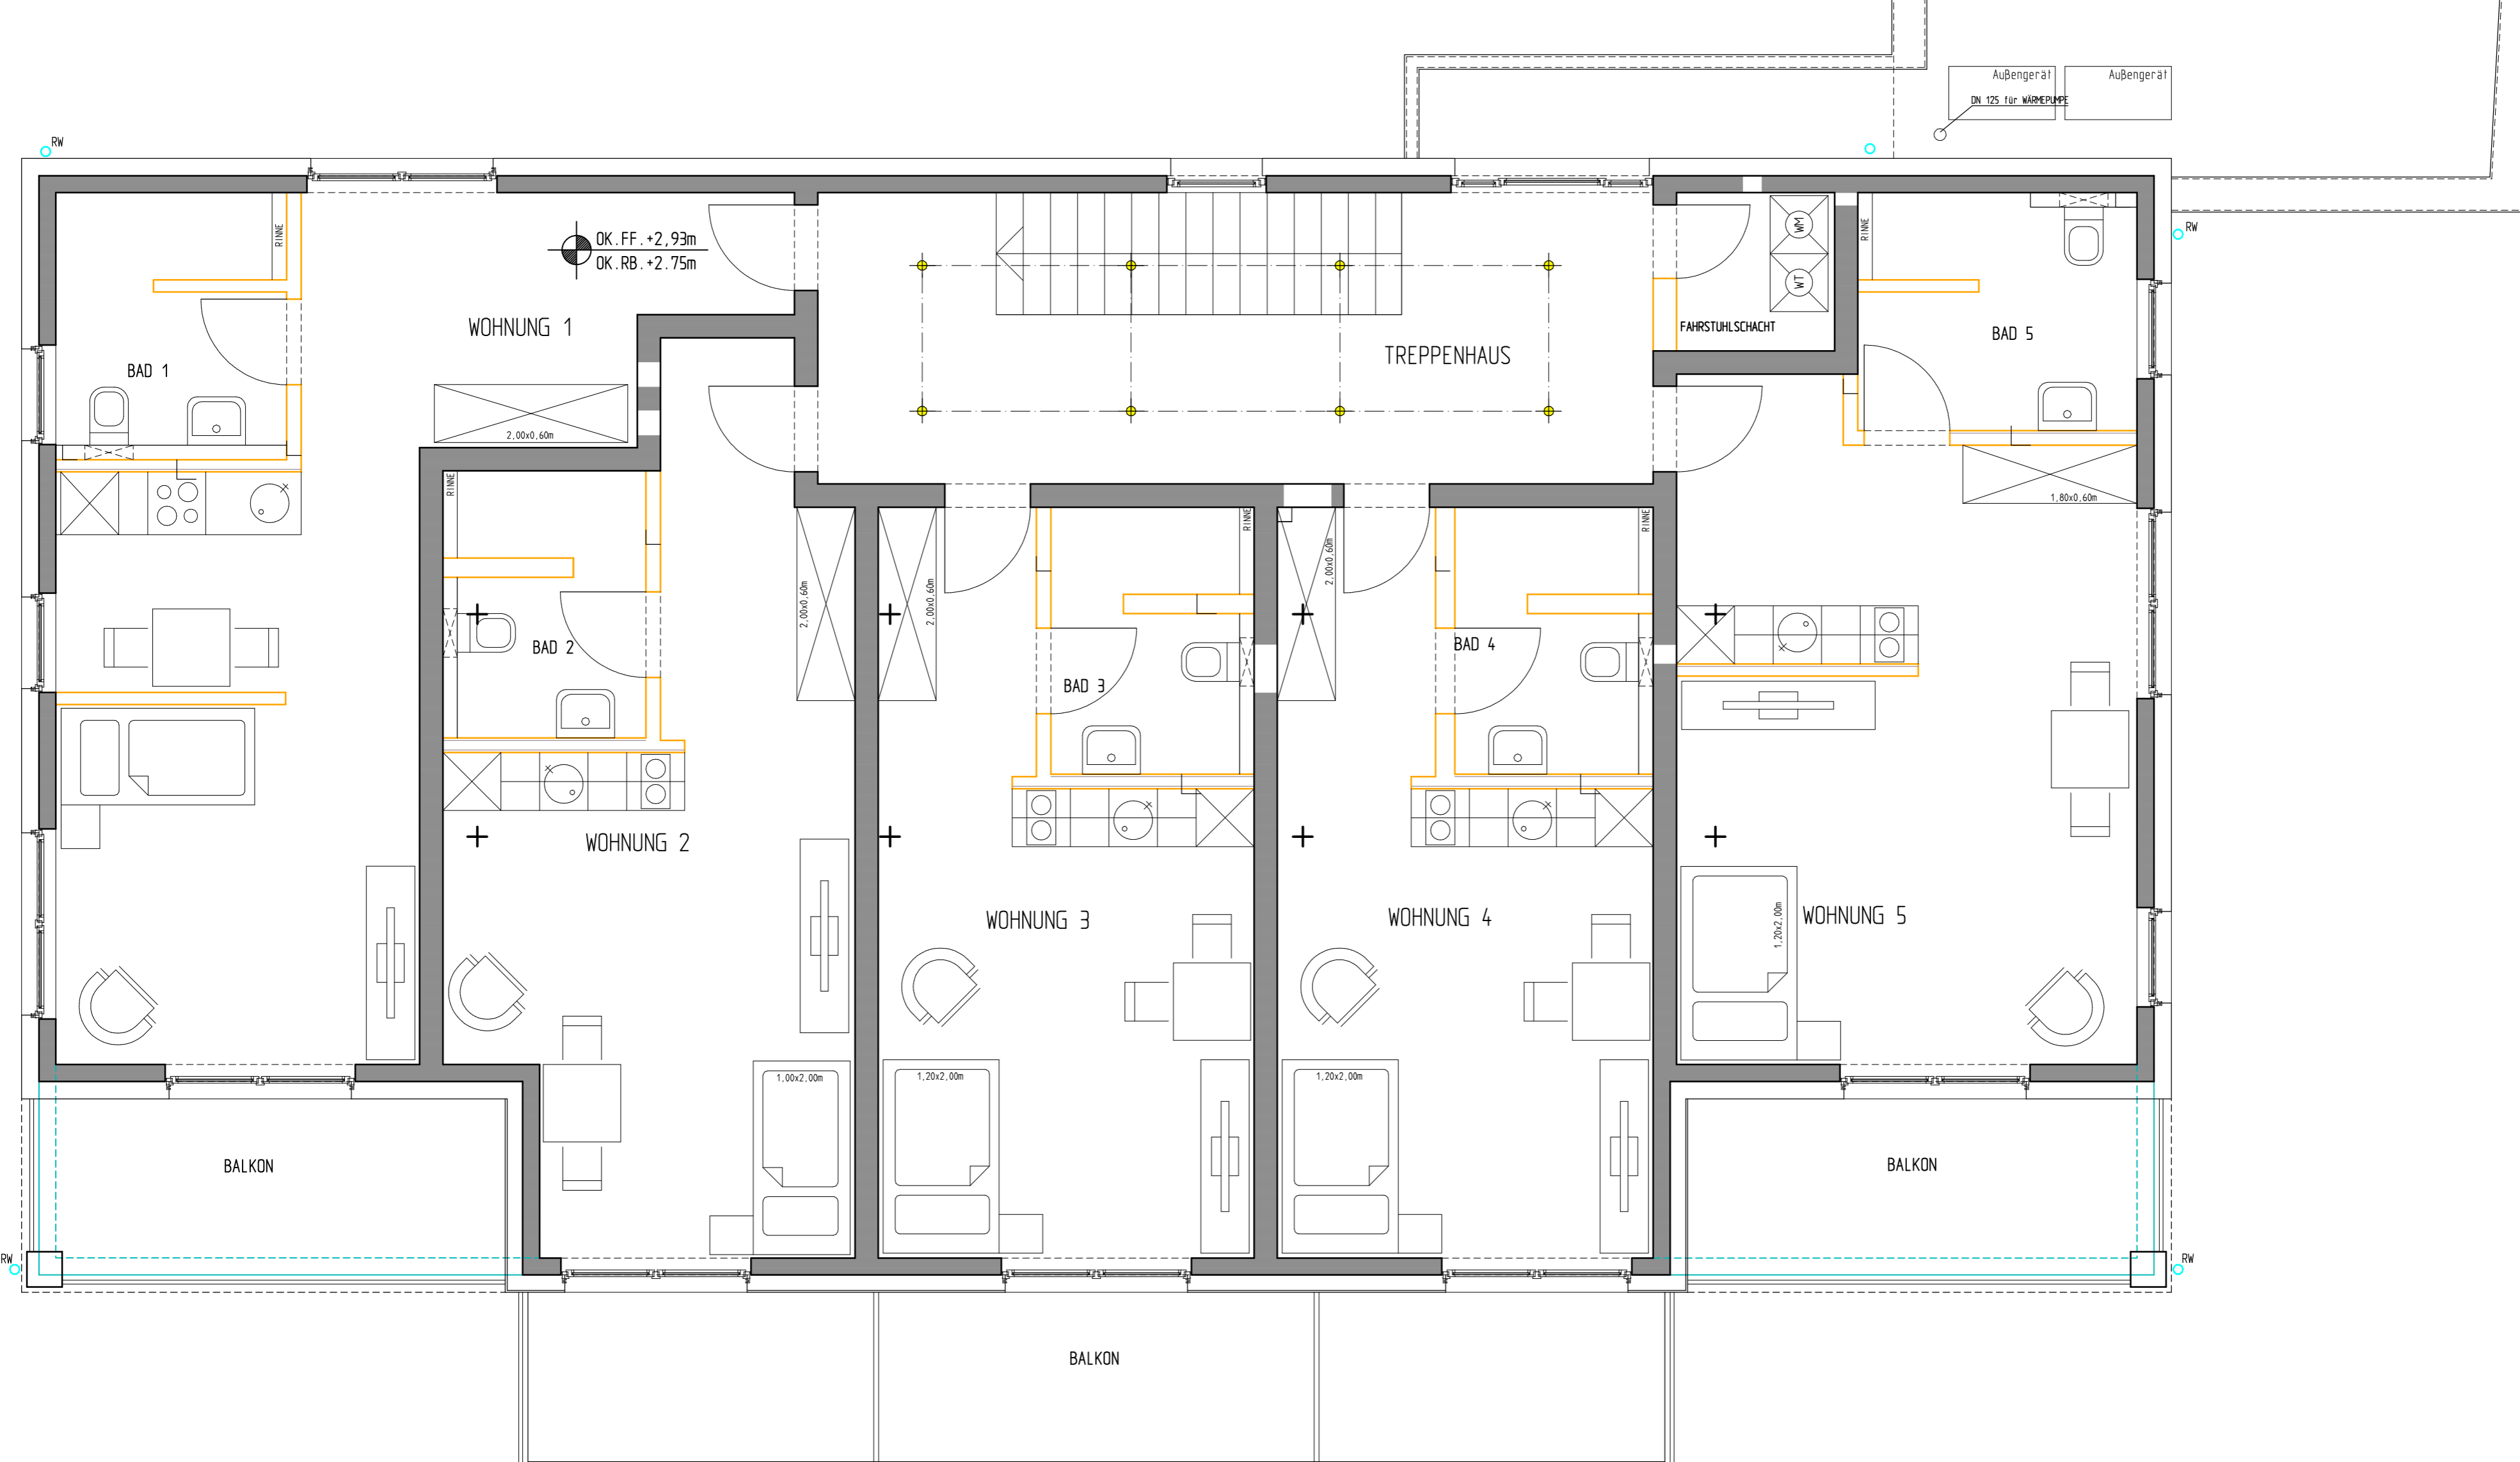 Außengerät
Außengerät
DN 125 für WÄRMEPUMPE
RW
RW
RINNE
OK.FF.+2,93m
OK.RB.+2.75m
WOHNUNG 1
BAD 1
2,00x0,60m
TREPPENHAUS
FAHRSTUHLSCHACHT
WM
WT
RINNE
BAD 5
1,80x0,60m
RINNE
BAD 2
2,00x0,60m
2,00x0,60m
RINNE
BAD 3
2,00x0,60m
RINNE
BAD 4
WOHNUNG 2
WOHNUNG 3
WOHNUNG 4
WOHNUNG 5
1,20x2,00m
1,00x2,00m
1,20x2,00m
1,20x2,00m
BALKON
BALKON
RW
RW
BALKON